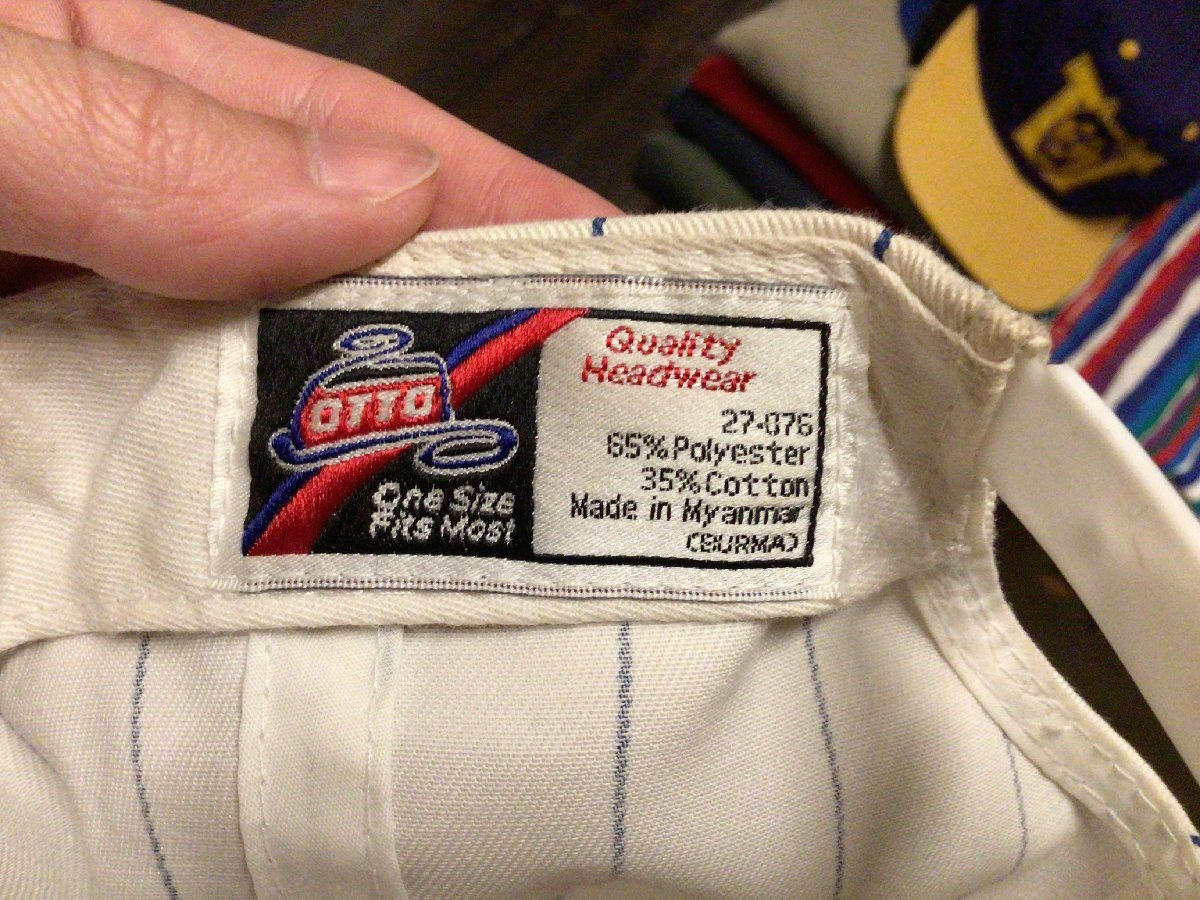 OTTO
One Size
Fits Most
Quality
Headwear
27-076
65% Polyester
35% Cotton
Made in Myanmar
(BURMA)